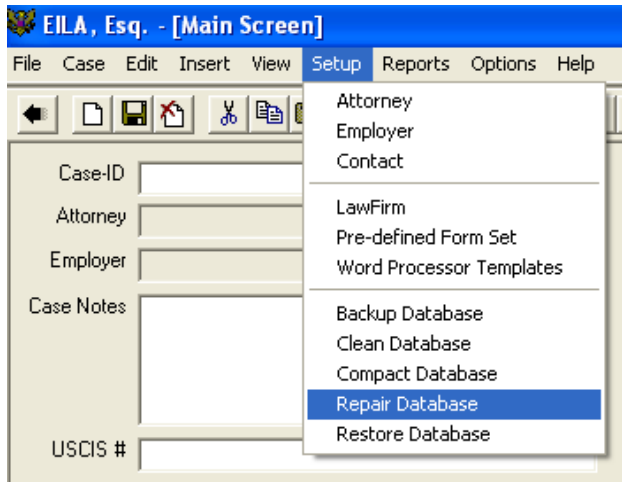 EILA, Esq. - [Main Screen]
File Case Edit Insert View Setup Reports Options Help
Attorney
Employer
Contact
LawFirm
Pre-defined Form Set
Word Processor Templates
Backup Database
Clean Database
Compact Database
Repair Database
Restore Database
Case-ID
Attorney
Employer
Case Notes
USCIS #